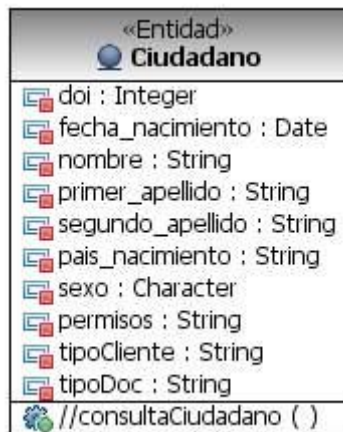 «Entidad»
Ciudadano
doi : Integer
fecha_nacimiento : Date
nombre : String
primer_apellido : String
segundo_apellido : String
pais_nacimiento : String
sexo : Character
permisos : String
tipoCliente : String
tipoDoc : String
//consultaCiudadano ( )